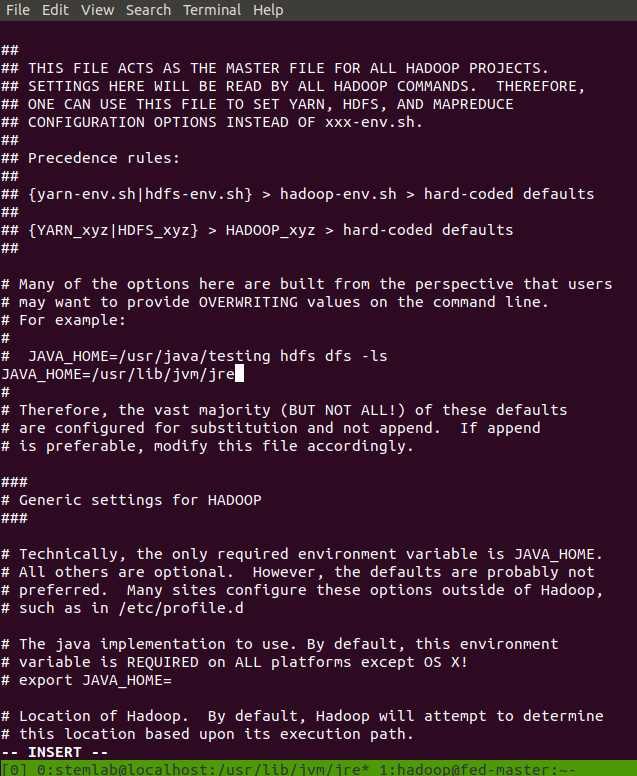 File Edit View Search Terminal Help
##
## THIS FILE ACTS AS THE MASTER FILE FOR ALL HADOOP PROJECTS.
## SETTINGS HERE WILL BE READ BY ALL HADOOP COMMANDS.  THEREFORE,
## ONE CAN USE THIS FILE TO SET YARN, HDFS, AND MAPREDUCE
## CONFIGURATION OPTIONS INSTEAD OF xxx-env.sh.
##
## Precedence rules:
##
## {yarn-env.sh|hdfs-env.sh} > hadoop-env.sh > hard-coded defaults
##
## {YARN_xyz|HDFS_xyz} > HADOOP_xyz > hard-coded defaults
##
# Many of the options here are built from the perspective that users
# may want to provide OVERWRITING values on the command line.
# For example:
#
#  JAVA_HOME=/usr/java/testing hdfs dfs -ls
JAVA_HOME=/usr/lib/jvm/jre
#
# Therefore, the vast majority (BUT NOT ALL!) of these defaults
# are configured for substitution and not append.  If append
# is preferable, modify this file accordingly.
###
# Generic settings for HADOOP
###
# Technically, the only required environment variable is JAVA_HOME.
# All others are optional.  However, the defaults are probably not
# preferred.  Many sites configure these options outside of Hadoop,
# such as in /etc/profile.d
# The java implementation to use. By default, this environment
# variable is REQUIRED on ALL platforms except OS X!
# export JAVA_HOME=
# Location of Hadoop.  By default, Hadoop will attempt to determine
# this location based upon its execution path.
-- INSERT --
[0] 0:stemlab@localhost:/usr/lib/jvm/jre* 1:hadoop@fed-master:~-